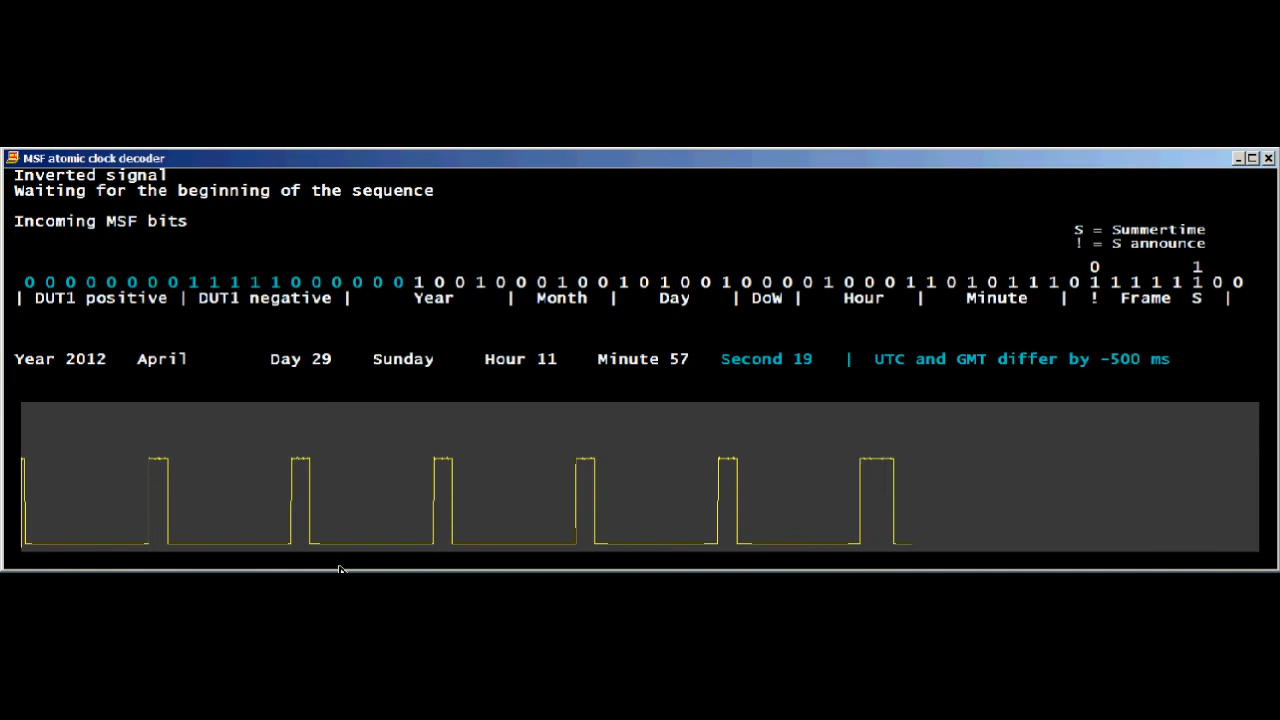 MSF atomic clock decoder
Inverted signal
Waiting for the beginning of the sequence
Incoming MSF bits
S = Summertime
! = S announce
0 1
0 0 0 0 0 0 0 0 1 1 1 1 1 0 0 0 0 0 0 1 0 0 1 0 0 0 1 0 0 1 0 1 0 0 1 0 0 0 0 1 0 0 0 1 1 0 1 0 1 1 1 0 1 1 1 1 1 1 0 0
| DUT1 positive | DUT1 negative | Year | Month | Day | DoW | Hour | Minute | ! Frame S |
Year 2012 April Day 29 Sunday Hour 11 Minute 57 Second 19 | UTC and GMT differ by -500 ms